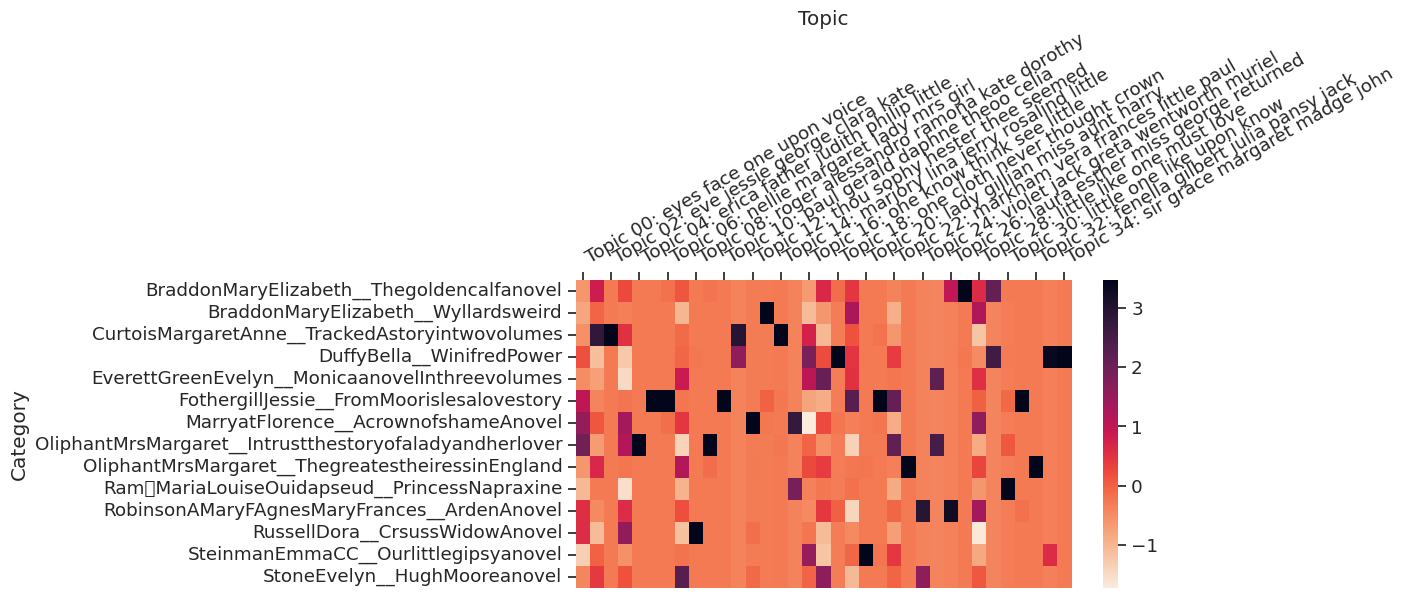 Topic
Topic 00: eyes face one upon voice
Topic 02: eve jessie george clara kate
Topic 04: erica father judith philip little
Topic 06: nellie margaret lady mrs girl
Topic 08: roger alessandro ramona kate dorothy
Topic 10: paul gerald daphne theoo celia
Topic 12: thou sophy hester thee seemed
Topic 14: marjory lina jerry rosalind little
Topic 16: one know think see little
Topic 18: one cloth never thought crown
Topic 20: lady gillian miss aunt harry
Topic 22: markham vera frances little paul
Topic 24: violet jack greta wentworth muriel
Topic 26: laura esther miss george returned
Topic 28: little like one must love
Topic 30: little one like upon know
Topic 32: fenella gilbert julia pansy jack
Topic 34: sir grace margaret madge john
Category
BraddonMaryElizabeth__Thegoldencalfanovel
BraddonMaryElizabeth__Wyllardsweird
CurtoisMargaretAnne__TrackedAstoryintwovolumes
DuffyBella__WinifredPower
EverettGreenEvelyn__MonicaanovelInthreevolumes
FothergillJessie__FromMoorislesalovestory
MarryatFlorence__AcrownofshameAnovel
OliphantMrsMargaret__Intrustthestoryofaladyandherlover
OliphantMrsMargaret__ThegreatestheiressinEngland
Ram▯MariaLouiseOuidapseud__PrincessNapraxine
RobinsonAMaryFAgnesMaryFrances__ArdenAnovel
RussellDora__CrsussWidowAnovel
SteinmanEmmaCC__Ourlittlegipsyanovel
StoneEvelyn__HughMooreanovel
3
2
1
0
−1